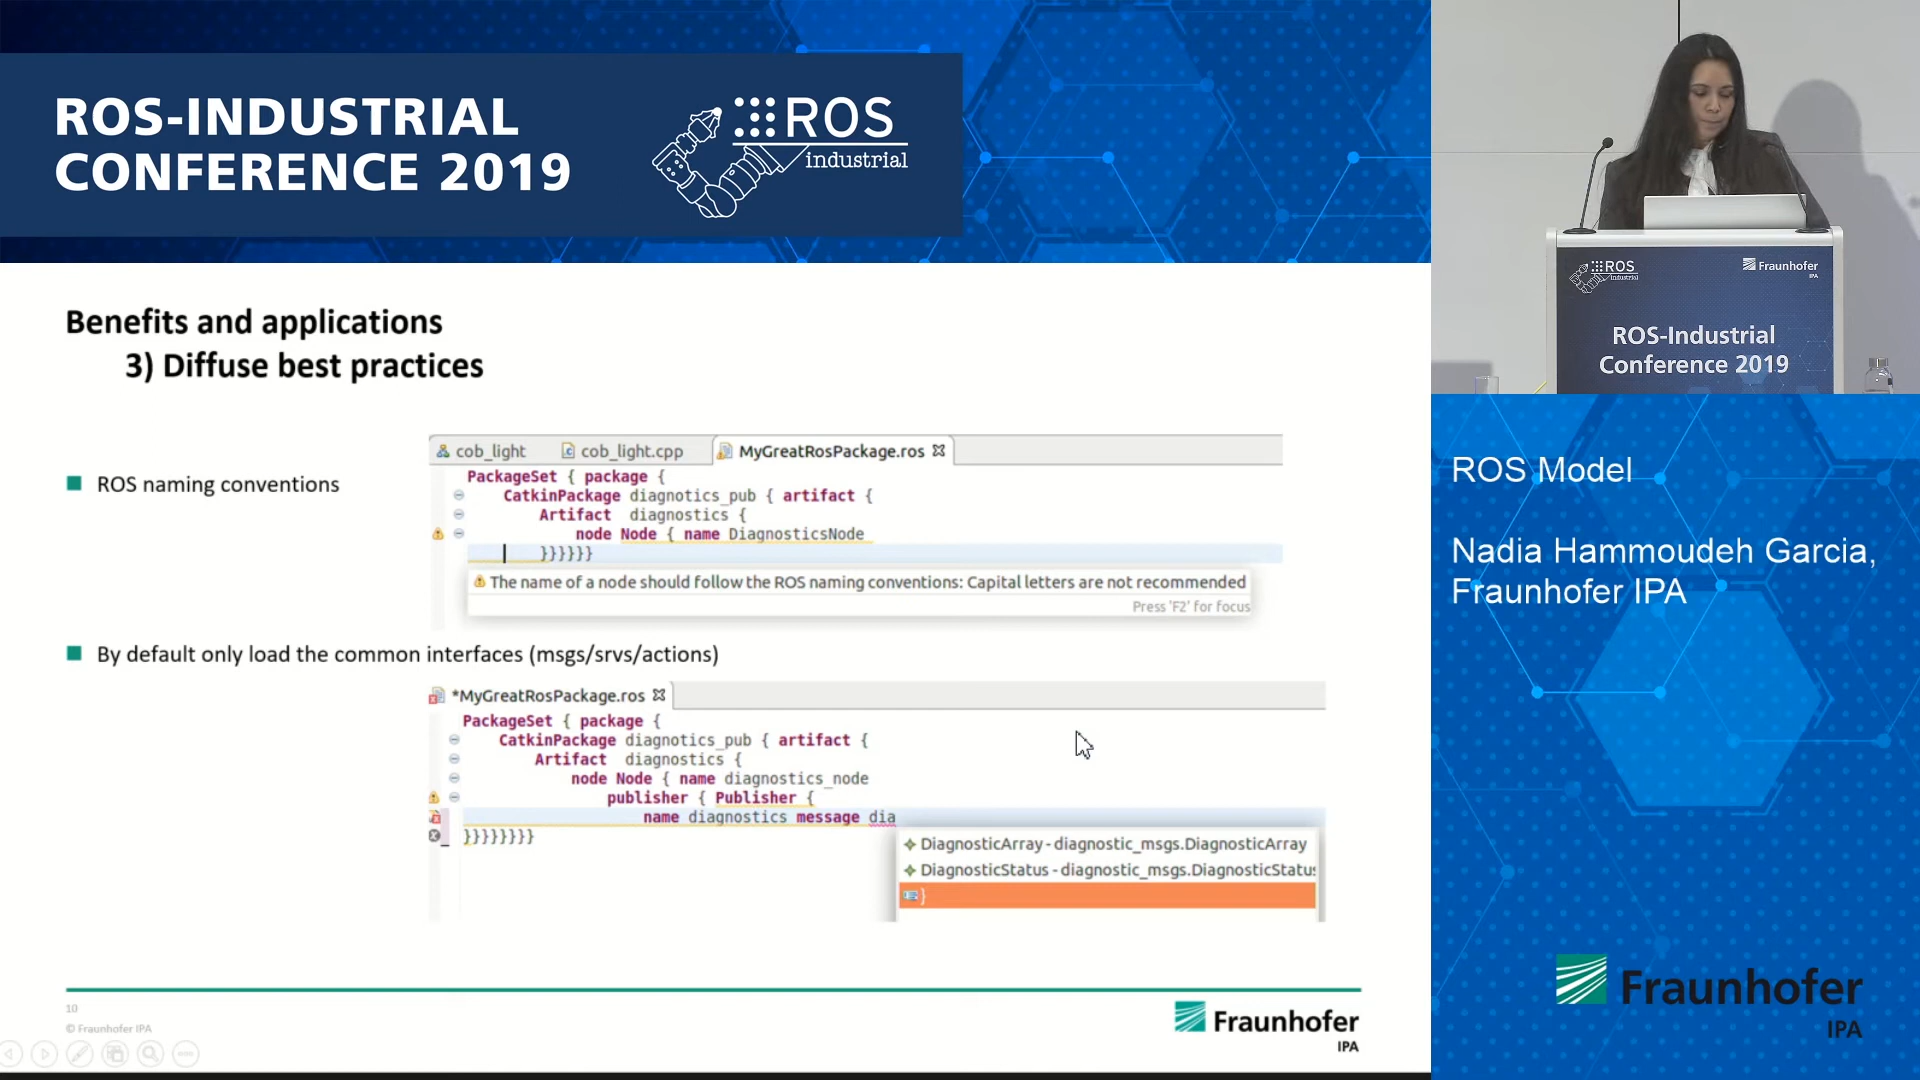 ROS-INDUSTRIAL
CONFERENCE 2019
ROS
industrial
Benefits and applications
3) Diffuse best practices
ROS naming conventions
cob_light
cob_light.cpp
MyGreatRosPackage.ros
PackageSet { package {
CatkinPackage diagnotics_pub { artifact {
Artifact diagnostics {
node Node { name DiagnosticsNode
}}}}}}
The name of a node should follow the ROS naming conventions: Capital letters are not recommended
Press 'F2' for focus
By default only load the common interfaces (msgs/srvs/actions)
*MyGreatRosPackage.ros
PackageSet { package {
CatkinPackage diagnotics_pub { artifact {
Artifact diagnostics {
node Node { name diagnostics_node
publisher { Publisher {
name diagnostics message dia
}}}}}}}}
DiagnosticArray - diagnostic_msgs.DiagnosticArray
DiagnosticStatus - diagnostic_msgs.DiagnosticStatus
}
10
© Fraunhofer IPA
Fraunhofer
IPA
ROS
industrial
Fraunhofer
IPA
ROS-Industrial
Conference 2019
ROS Model
Nadia Hammoudeh Garcia,
Fraunhofer IPA
Fraunhofer
IPA